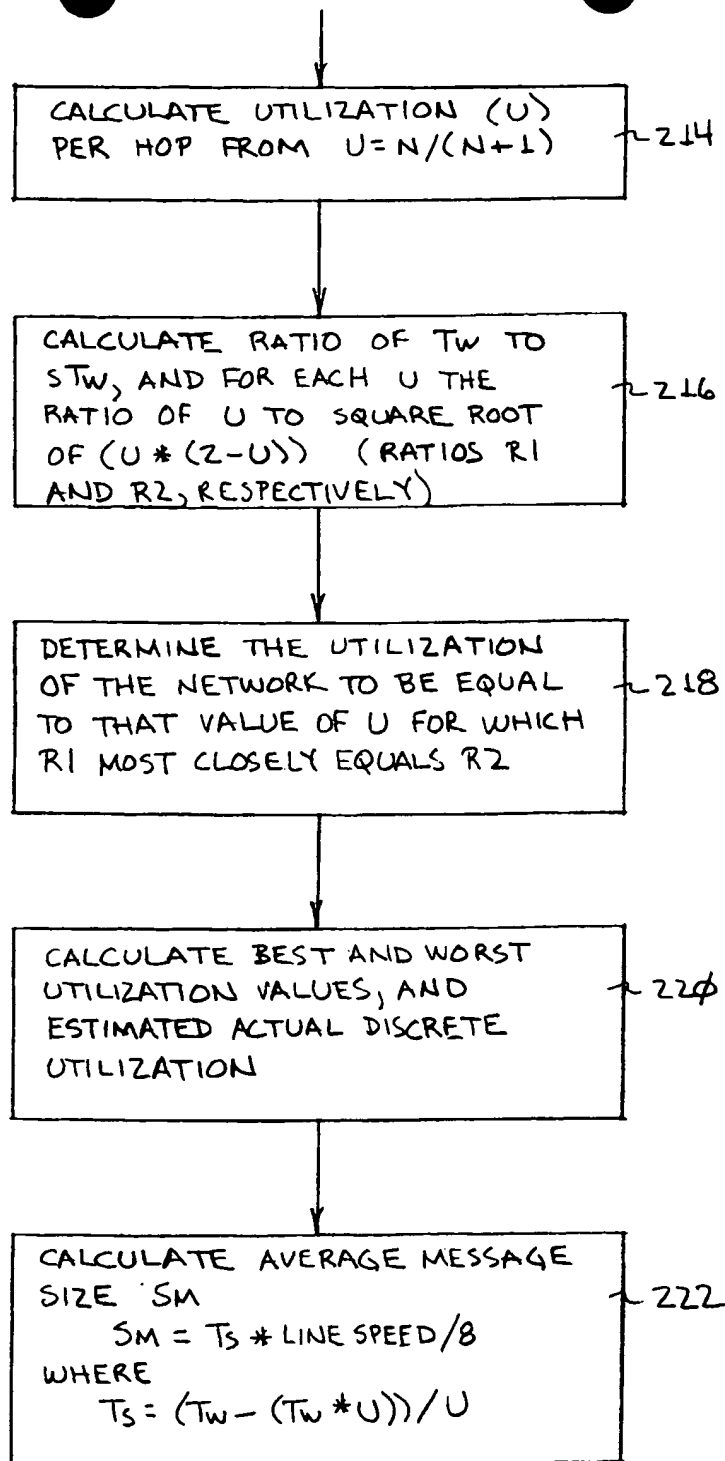 CALCULATE UTILIZATION (U)
PER HOP FROM U=N/(N+1)
214
CALCULATE RATIO OF TW TO
STW, AND FOR EACH U THE
RATIO OF U TO SQUARE ROOT
OF (U * (2-U)) (RATIOS R1
AND R2, RESPECTIVELY)
216
DETERMINE THE UTILIZATION
OF THE NETWORK TO BE EQUAL
TO THAT VALUE OF U FOR WHICH
R1 MOST CLOSELY EQUALS R2
218
CALCULATE BEST AND WORST
UTILIZATION VALUES, AND
ESTIMATED ACTUAL DISCRETE
UTILIZATION
220
CALCULATE AVERAGE MESSAGE
SIZE SM
SM = TS * LINE SPEED/8
WHERE
TS = (TW - (TW * U))/U
222